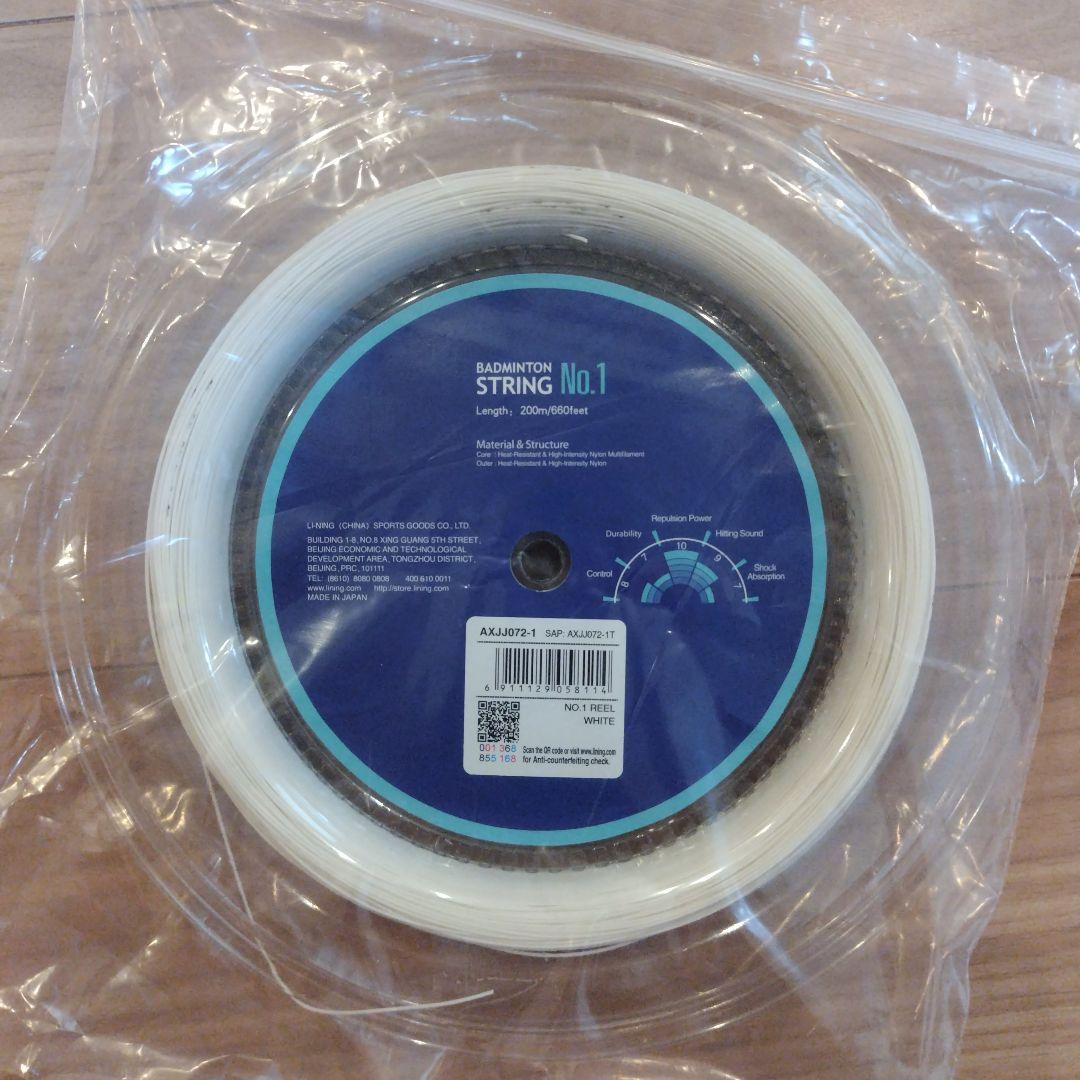 BADMINTON
STRING No.1
Length: 200m/660feet
Material & Structure
Core : Heat-Resistant & High-Intensity Nylon Multifilament
Outer : Heat-Resistant & High-Intensity Nylon
LI-NING (CHINA) SPORTS GOODS CO., LTD.
BUILDING 1-8, NO.8 XING GUANG 5TH STREET,
BEIJING ECONOMIC AND TECHNOLOGICAL
DEVELOPMENT AREA, TONGZHOU DISTRICT,
BEIJING, PRC, 101111
TEL: (8610) 8080 0808 400 610 0011
www.lining.com http://store.lining.com
MADE IN JAPAN
Repulsion Power
Durability Hitting Sound
Control Shock
Absorption
8 7 10 9 7
AXJJ072-1 SAP: AXJJ072-1T
6 911129 058114
NO.1 REEL
WHITE
001 368
855 168
Scan the QR code or visit www.lining.com
for Anti-counterfeiting check.